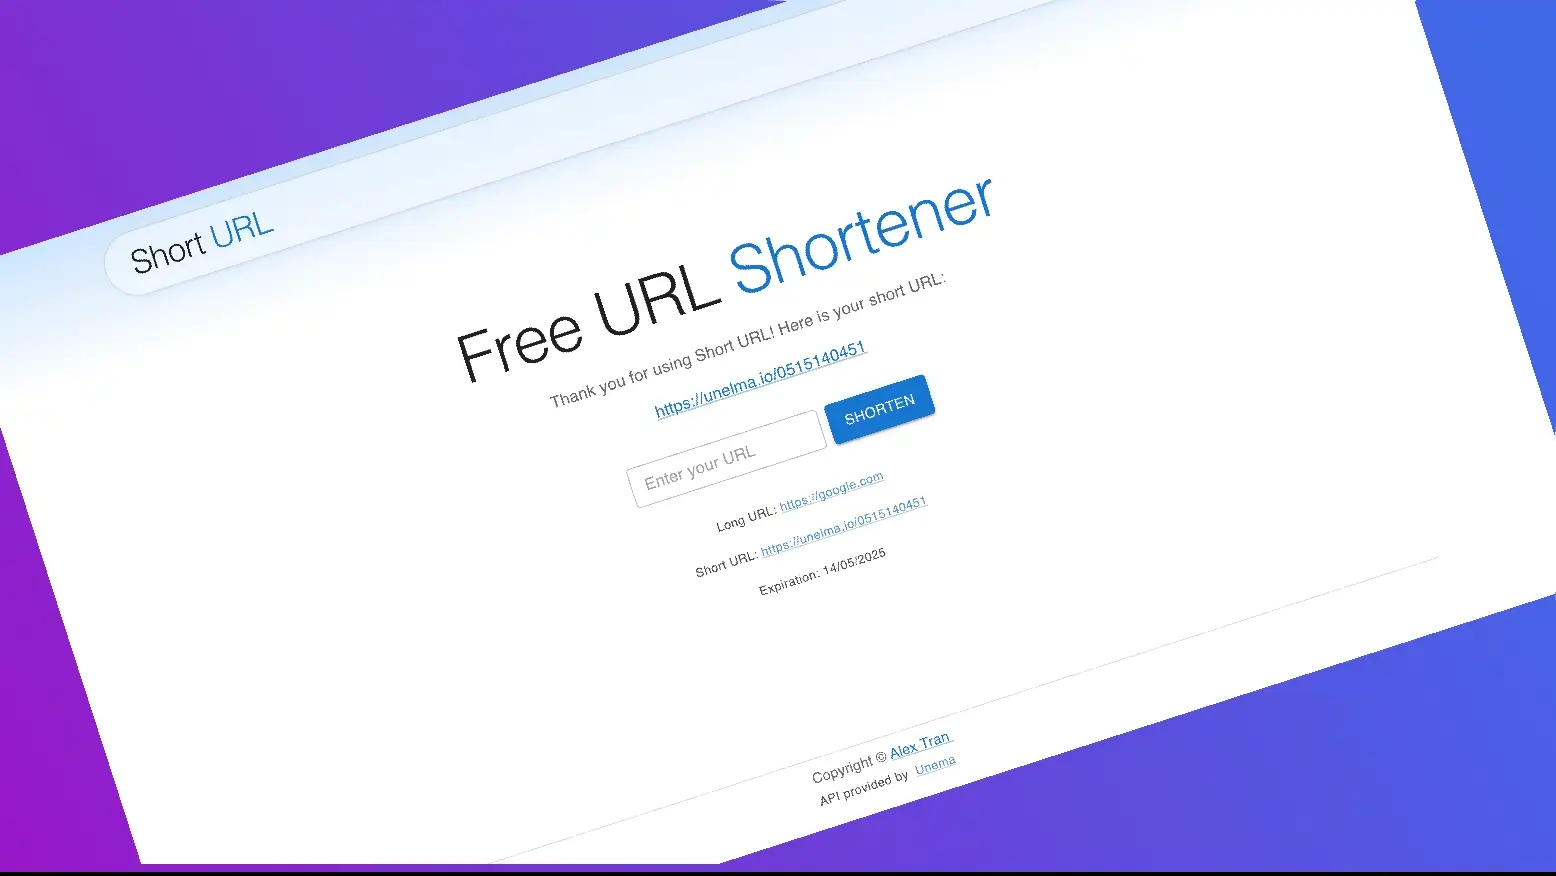 Short URL
Free URL Shortener
Thank you for using Short URL! Here is your short URL:
https://unelma.io/0515140451
Enter your URL
SHORTEN
Long URL: https://google.com
Short URL: https://unelma.io/0515140451
Expiration: 14/05/2025
Copyright © Alex Tran
API provided by Unema